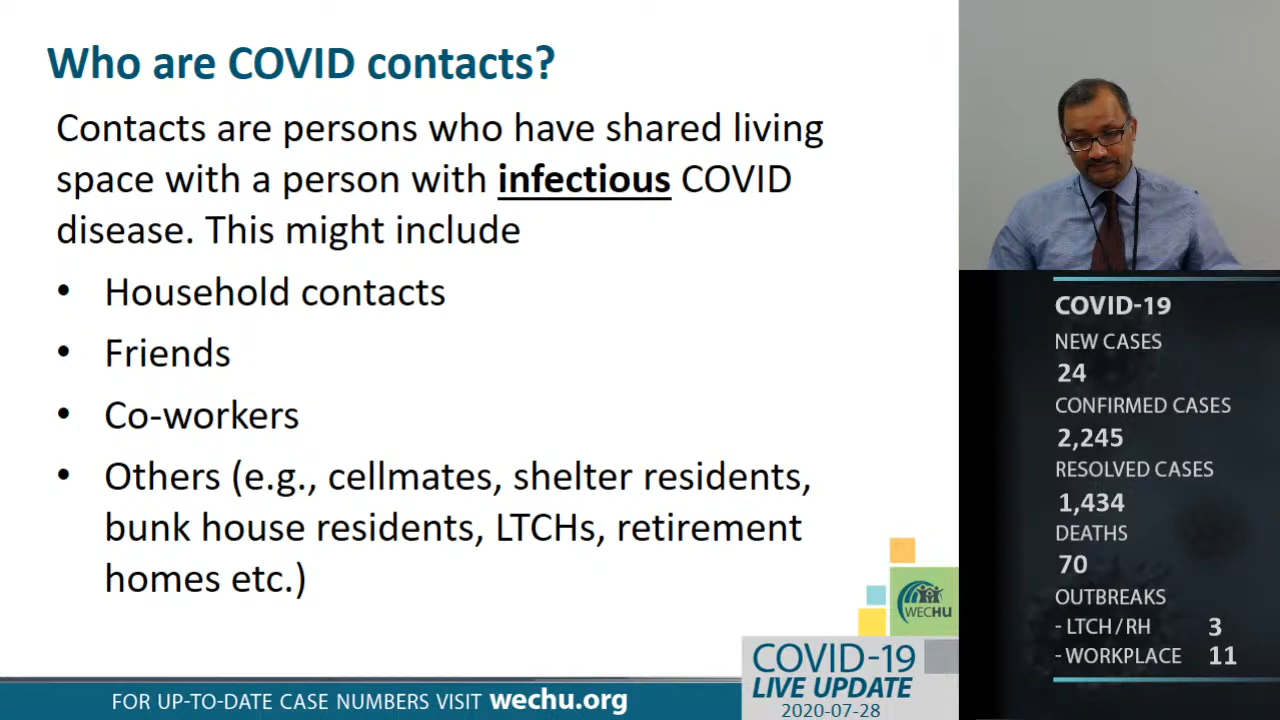 Who are COVID contacts?
Contacts are persons who have shared living
space with a person with infectious COVID
disease. This might include
• Household contacts
• Friends
• Co-workers
• Others (e.g., cellmates, shelter residents,
bunk house residents, LTCHs, retirement
homes etc.)
WECHU
COVID-19
LIVE UPDATE
2020-07-28
FOR UP-TO-DATE CASE NUMBERS VISIT wechu.org
COVID-19
NEW CASES
24
CONFIRMED CASES
2,245
RESOLVED CASES
1,434
DEATHS
70
OUTBREAKS
- LTCH / RH 3
- WORKPLACE 11